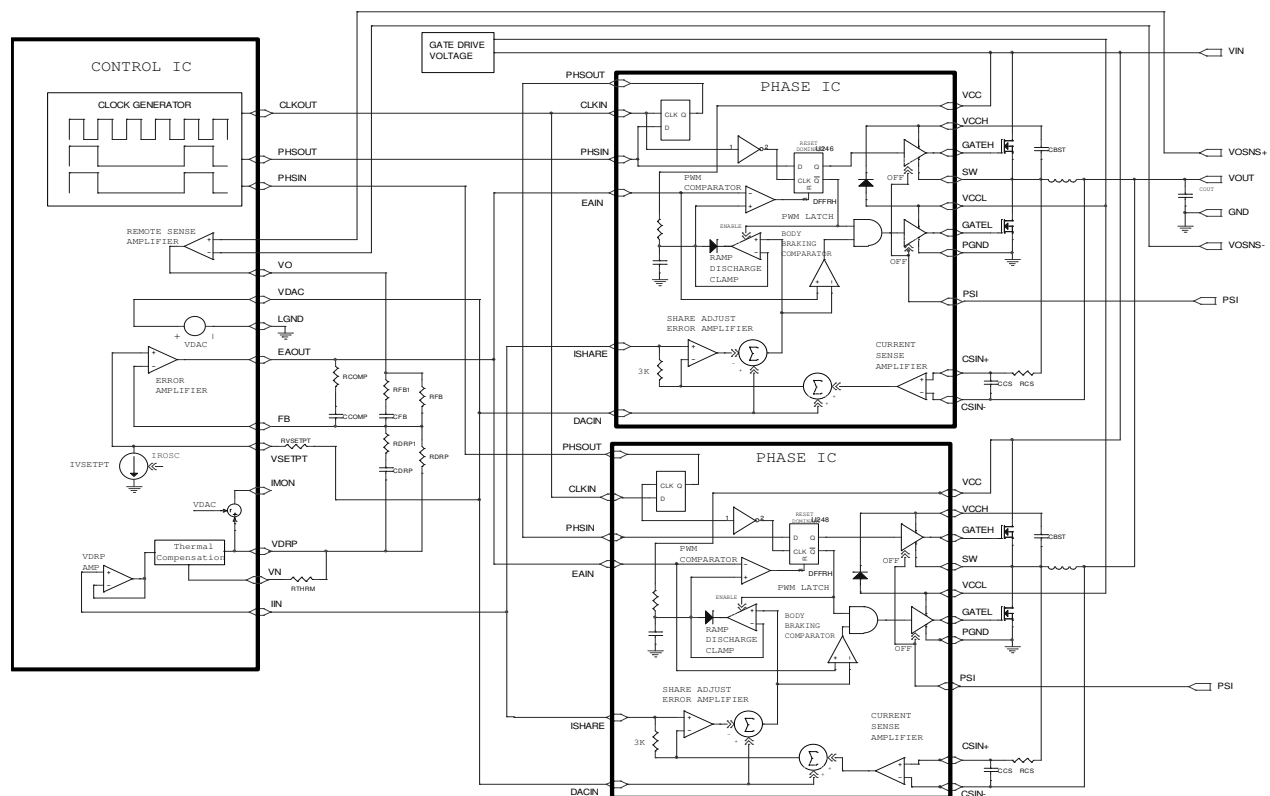 CONTROL IC
CLOCK GENERATOR
CLKOUT
PHSOUT
PHSIN
REMOTE SENSE
AMPLIFIER
VO
VDAC
LGND
+ VDAC -
EAOUT
ERROR
AMPLIFIER
RCOMP
RFB1
RFB
CCOMP
CFB
FB
RVSETPT
VSETPT
RDRP1
RDRP
CDRP
IVSETPT
IROSC
IMON
VDAC
VDRP
AMP
Thermal
Compensation
VDRP
VN
RTHRM
IIN
GATE DRIVE
VOLTAGE
VIN
VOSNS+
VOUT
COUT
GND
VOSNS-
PSI
PSI
PHASE IC
PHSOUT
CLKIN
PHSIN
EAIN
ISHARE
DACIN
CLK Q
D
1 2
RESET
DOMINANT
U246
D Q
CLK Q
R
DFFRH
PWM
COMPARATOR
PWM LATCH
ENABLE
BODY
BRAKING
COMPARATOR
RAMP
DISCHARGE
CLAMP
OFF
OFF
SHARE ADJUST
ERROR AMPLIFIER
3K
CURRENT
SENSE
AMPLIFIER
VCC
VCCH
GATEH
SW
VCCL
GATEL
PGND
PSI
CSIN+
CSIN-
CBST
CCS RCS
PHASE IC
PHSOUT
CLKIN
PHSIN
EAIN
ISHARE
DACIN
CLK Q
D
1 2
RESET
DOMINANT
U248
D Q
CLK Q
R
DFFRH
PWM
COMPARATOR
PWM LATCH
ENABLE
BODY
BRAKING
COMPARATOR
RAMP
DISCHARGE
CLAMP
OFF
OFF
SHARE ADJUST
ERROR AMPLIFIER
3K
CURRENT
SENSE
AMPLIFIER
VCC
VCCH
GATEH
SW
VCCL
GATEL
PGND
PSI
CSIN+
CSIN-
CBST
CCS RCS